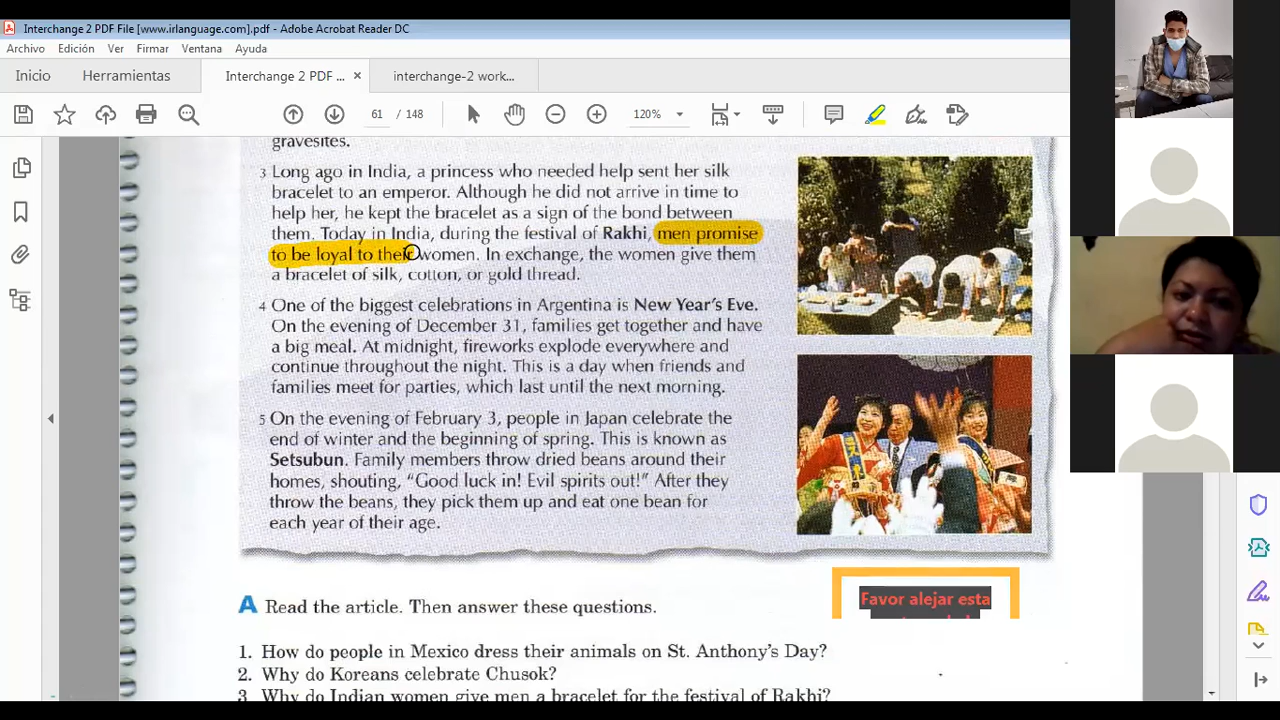 Interchange 2 PDF File [www.irlanguage.com].pdf - Adobe Acrobat Reader DC
Archivo Edición Ver Firmar Ventana Ayuda
Inicio Herramientas Interchange 2 PDF ... × interchange-2 work...
61 / 148 120%
gravesites.
3 Long ago in India, a princess who needed help sent her silk
bracelet to an emperor. Although he did not arrive in time to
help her, he kept the bracelet as a sign of the bond between
them. Today in India, during the festival of Rakhi, men promise
to be loyal to their women. In exchange, the women give them
a bracelet of silk, cotton, or gold thread.
4 One of the biggest celebrations in Argentina is New Year's Eve.
On the evening of December 31, families get together and have
a big meal. At midnight, fireworks explode everywhere and
continue throughout the night. This is a day when friends and
families meet for parties, which last until the next morning.
5 On the evening of February 3, people in Japan celebrate the
end of winter and the beginning of spring. This is known as
Setsubun. Family members throw dried beans around their
homes, shouting, "Good luck in! Evil spirits out!" After they
throw the beans, they pick them up and eat one bean for
each year of their age.
Favor alejar esta
A Read the article. Then answer these questions.
1. How do people in Mexico dress their animals on St. Anthony's Day?
2. Why do Koreans celebrate Chusok?
3 Why do Indian women give men a bracelet for the festival of Rakhi?